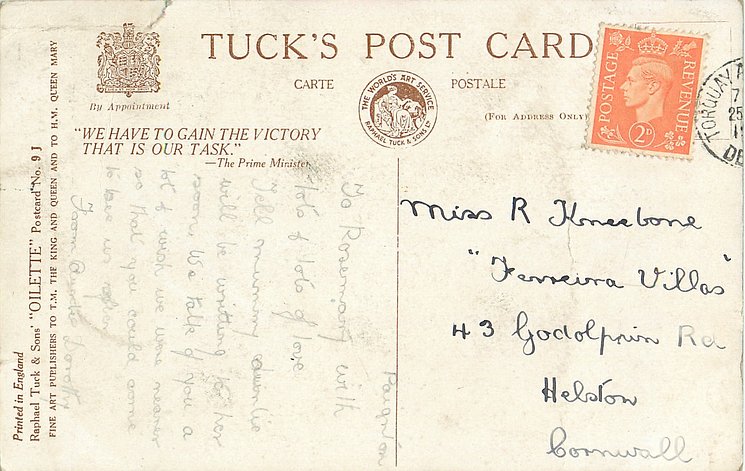 TUCK'S POST CARD
CARTE POSTALE
(FOR ADDRESS ONLY
By Appointment
THE WORLD'S ART SERVICE
RAPHAEL TUCK & SONS LTD
"WE HAVE TO GAIN THE VICTORY
THAT IS OUR TASK."
—The Prime Minister.
POSTAGE REVENUE
2D
TORQUAY
7
25
DE
Printed in England
Raphael Tuck & Sons' "OILETTE" Postcard No. 9 J
FINE ART PUBLISHERS TO T.M. THE KING AND QUEEN AND TO H.M. QUEEN MARY
Paignton
To Rosemary with
lots & lots of love
Tell mummy Auntie
will be writing to her
soon. We talk of you a
lot & wish we were nearer
so that you could come
to see us often
From Auntie Dorothy
Miss R Kneebone
"Ferreira Villas"
43 Godolphin Rd
Helston
Cornwall